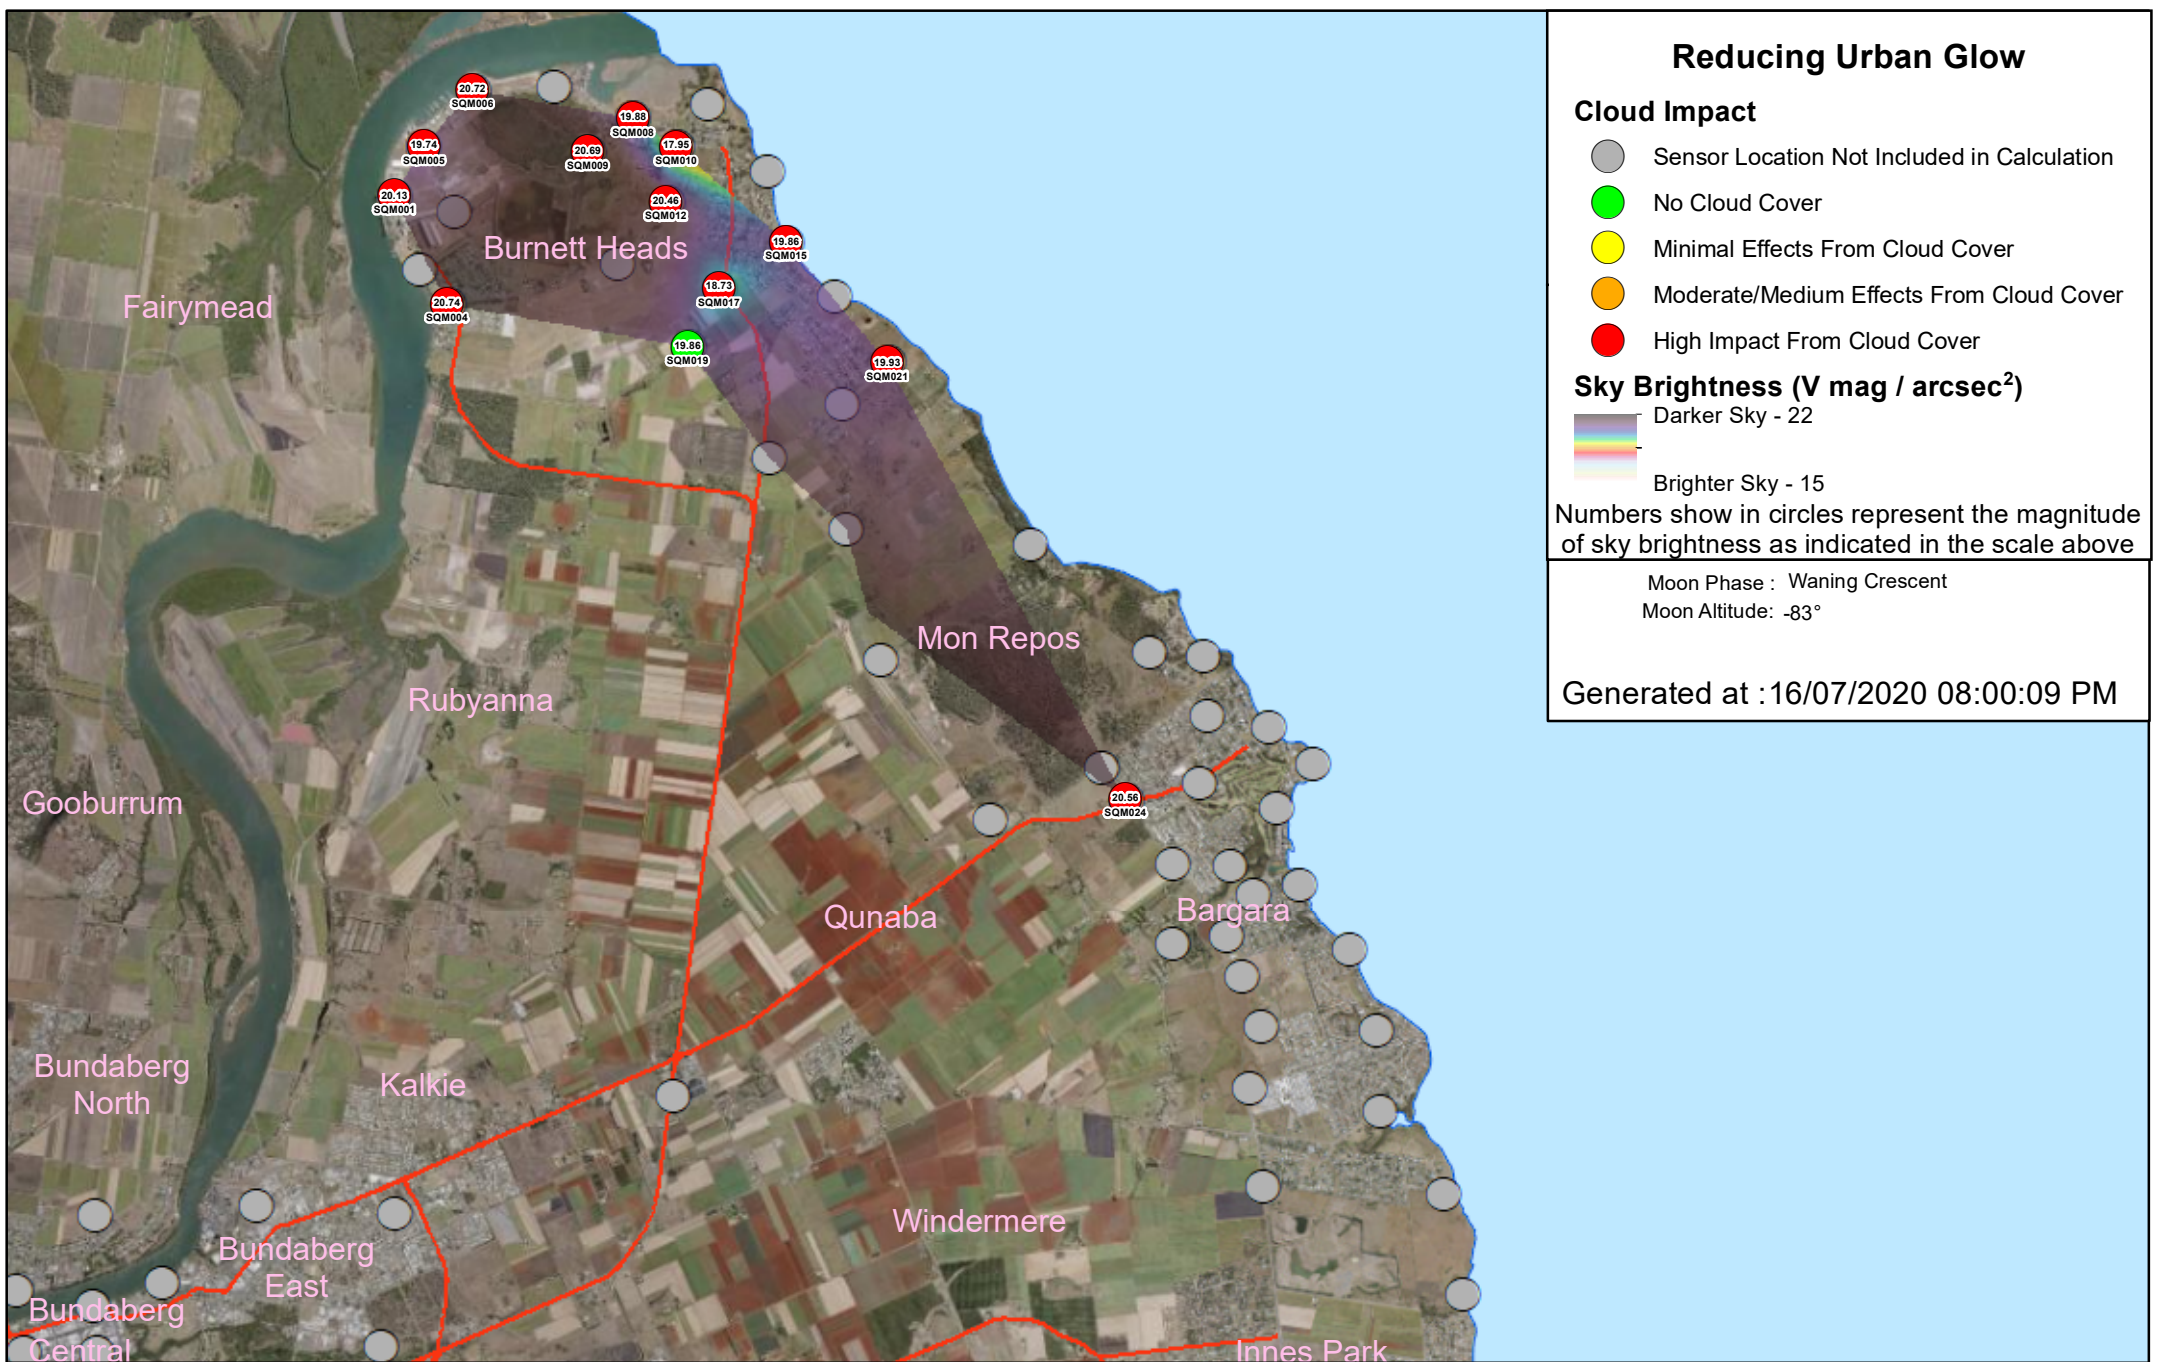 Reducing Urban Glow
Cloud Impact
Sensor Location Not Included in Calculation
No Cloud Cover
Minimal Effects From Cloud Cover
Moderate/Medium Effects From Cloud Cover
High Impact From Cloud Cover
Sky Brightness (V mag / arcsec²)
Darker Sky - 22
Brighter Sky - 15
Numbers show in circles represent the magnitude
of sky brightness as indicated in the scale above
Moon Phase : Waning Crescent
Moon Altitude: -83°
Generated at :16/07/2020 08:00:09 PM
20.72
SQM006
19.88
SQM008
19.74
SQM005
20.69
SQM009
17.95
SQM010
20.13
SQM001
20.46
SQM012
19.86
SQM015
Burnett Heads
Fairymead
20.74
SQM004
18.73
SQM017
19.86
SQM019
19.93
SQM021
Mon Repos
Rubyanna
Gooburrum
20.56
SQM024
Qunaba
Bargara
Bundaberg
North
Kalkie
Windermere
Bundaberg
East
Bundaberg
Central
Innes Park